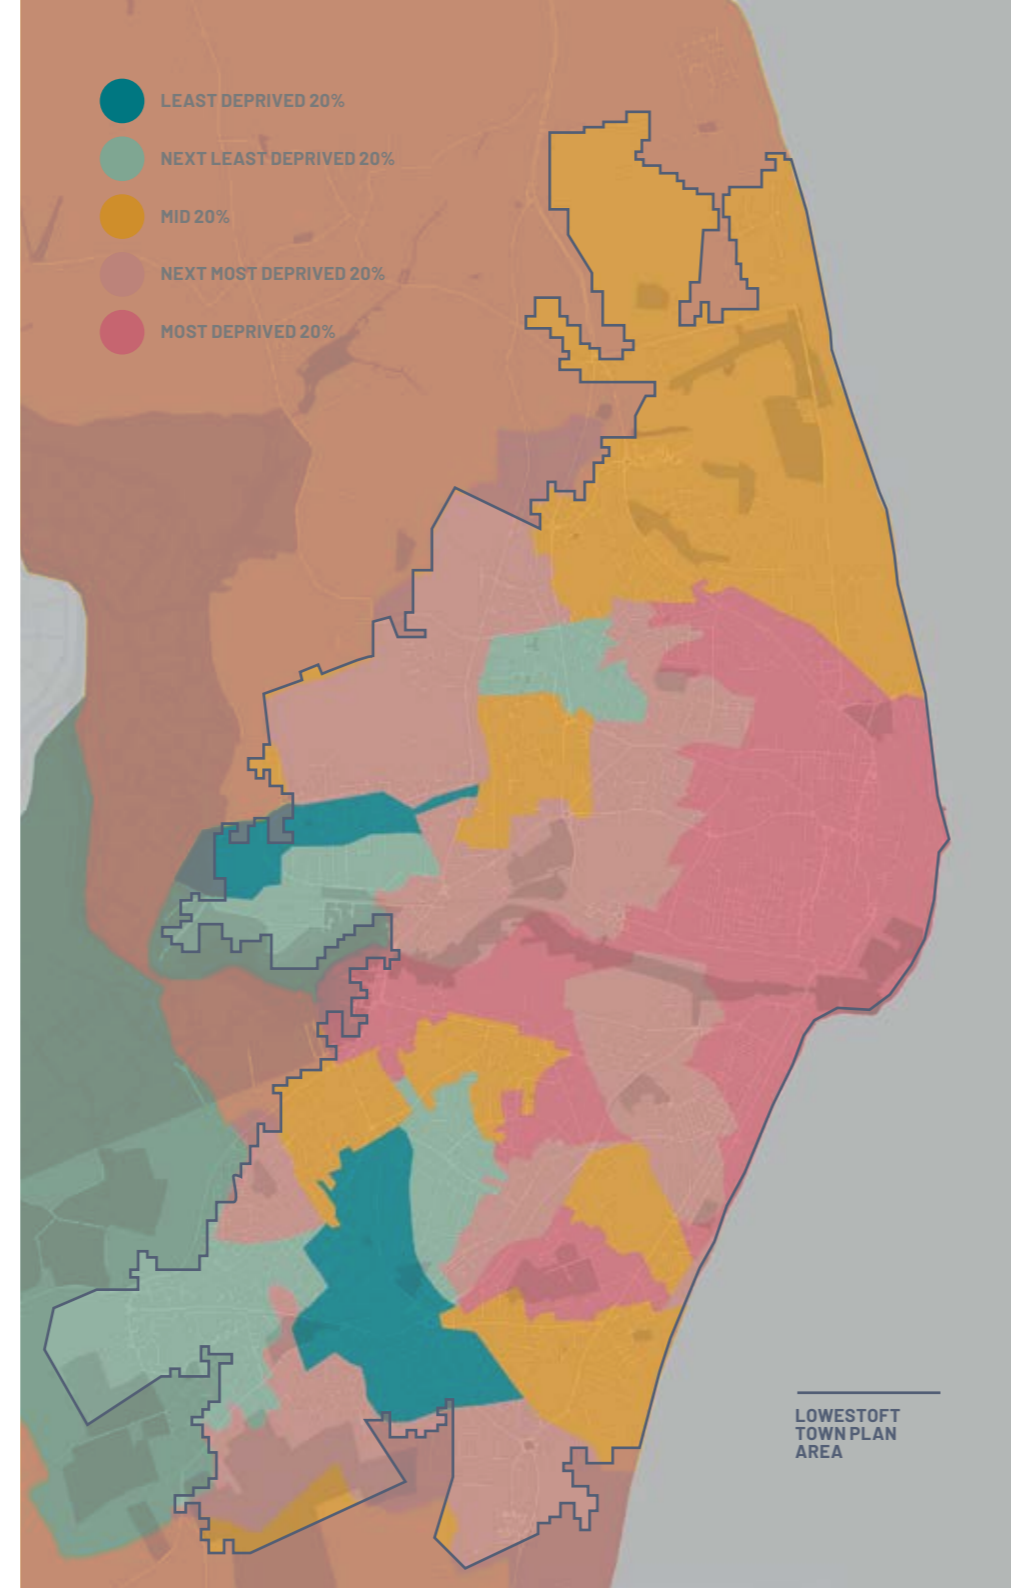 LEAST DEPRIVED 20%
NEXT LEAST DEPRIVED 20%
MID 20%
NEXT MOST DEPRIVED 20%
MOST DEPRIVED 20%
LOWESTOFT
TOWN PLAN
AREA